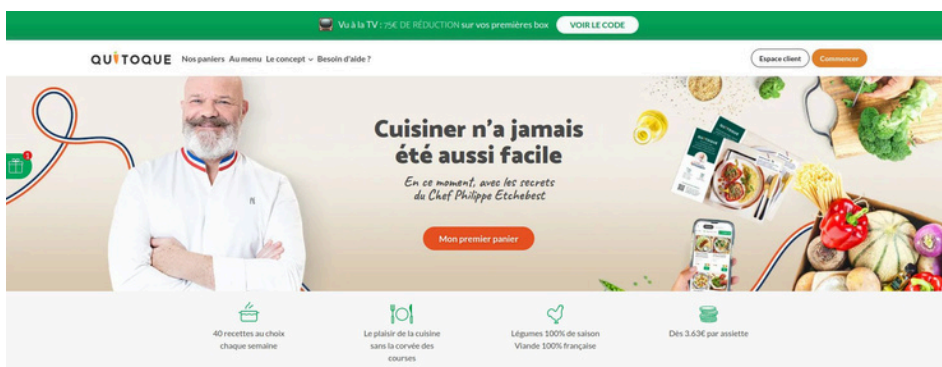 Vu à la TV : 75€ DE RÉDUCTION sur vos premières box VOIR LE CODE
QUITOQUE Nos paniers Au menu Le concept Besoin d'aide ? Espace client Commencer
Cuisiner n'a jamais
été aussi facile
En ce moment, avec les secrets
du Chef Philippe Etchebest
Mon premier panier
40 recettes au choix
chaque semaine
Le plaisir de la cuisine
sans la corvée des
courses
Légumes 100% de saison
Viande 100% française
Dès 3.63€ par assiette